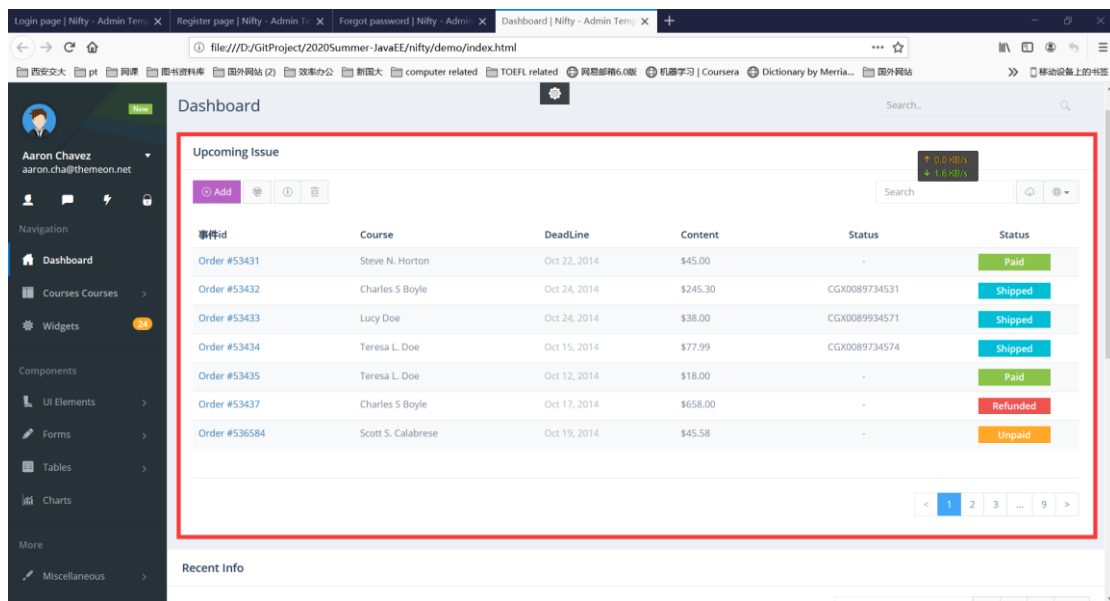 Login page | Nifty - Admin Tem Register page | Nifty - Admin Te Forgot password | Nifty - Admin Dashboard | Nifty - Admin Temp
file:///D:/GitProject/2020Summer-JavaEE/nifty/demo/index.html
西安交大 pt 网课 图书资料库 国外网站 (2) 效率办公 新国大 computer related TOEFL related 网易邮箱6.0版 机器学习 | Coursera Dictionary by Merria... 国外网站 移动设备上的书签
New
Dashboard
Search..
Aaron Chavez
aaron.cha@themeon.net
Upcoming Issue
↑ 0.0 KB/s
↓ 1.6 KB/s
Add
Search
Navigation
Dashboard
Courses Courses
Widgets 24
Components
UI Elements
Forms
Tables
Charts
More
Miscellaneous
事件id Course DeadLine Content Status Status
Order #53431 Steve N. Horton Oct 22, 2014 $45.00 - Paid
Order #53432 Charles S Boyle Oct 24, 2014 $245.30 CGX0089734531 Shipped
Order #53433 Lucy Doe Oct 24, 2014 $38.00 CGX0089934571 Shipped
Order #53434 Teresa L. Doe Oct 15, 2014 $77.99 CGX0089734574 Shipped
Order #53435 Teresa L. Doe Oct 12, 2014 $18.00 - Paid
Order #53437 Charles S Boyle Oct 17, 2014 $658.00 - Refunded
Order #536584 Scott S. Calabrese Oct 19, 2014 $45.58 - Unpaid
< 1 2 3 ... 9 >
Recent Info